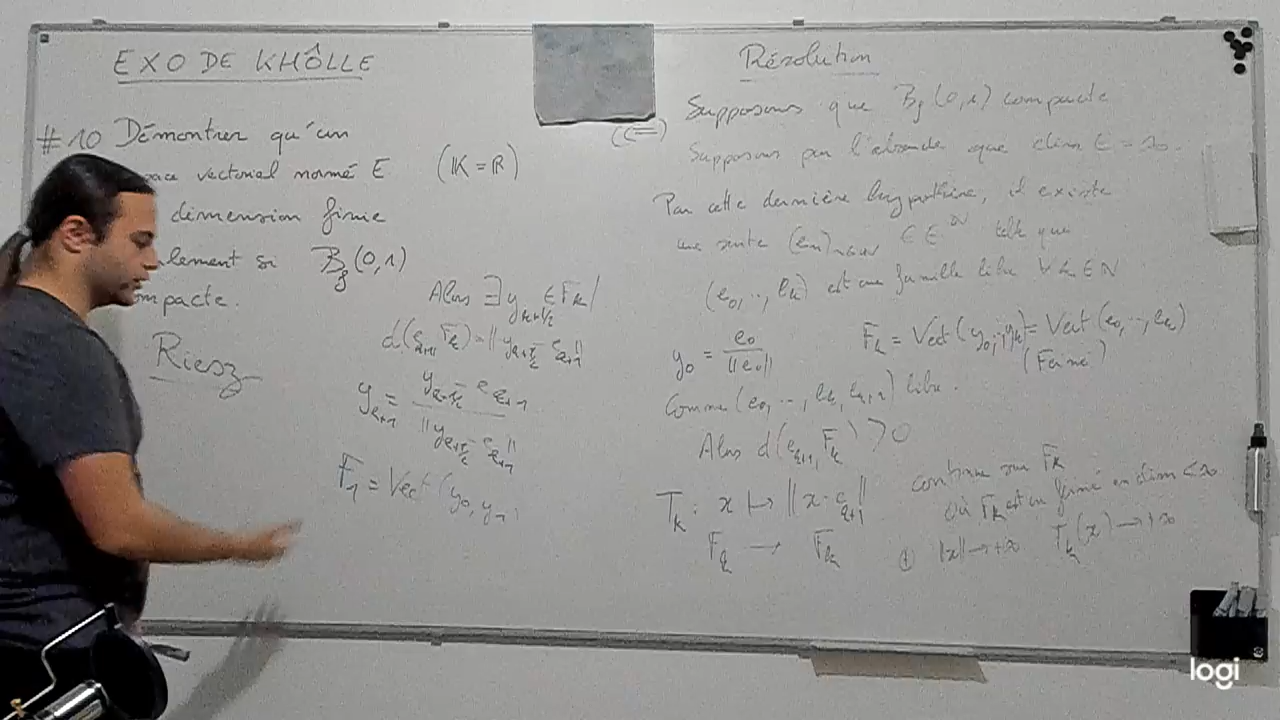 EXO DE KHÔLLE
#10 Démontrer qu'un
ace vectoriel normé E (K = R)
dimension finie
lement si B_f(0,1)
mpacte.
Riesz
Alors ∃ y_{k+1/2} ∈ F_k /
d(e_{k+1}, F_k) = || y_{k+1/2} - e_{k+1} ||
y_{k+1} = (y_{k+1/2} - e_{k+1}) / || y_{k+1/2} - e_{k+1} ||
F_1 = Vect(y_0, y_1)
Résolution
(⇐) Supposons que B_f(0,1) compacte
Supposons par l'absurde que dim E = ∞.
Par cette dernière hypothèse, il existe
une suite (e_n)_{n∈N} ∈ E^N telle que
(e_0, .., e_k) est une famille libre ∀ k ∈ N
y_0 = e_0 / ||e_0||
F_k = Vect(y_0, .., y_k) = Vect(e_0, .., e_k)
(Fermé)
Comme (e_0, .., e_k, e_{k+1}) libre.
Alors d(e_{k+1}, F_k) > 0
T_k : x ↦ ||x - e_{k+1}|| continue sur F_k
où F_k est un fermé en dim < ∞
F_k → F_k
① |x| → +∞ T_k(x) → +∞
logi